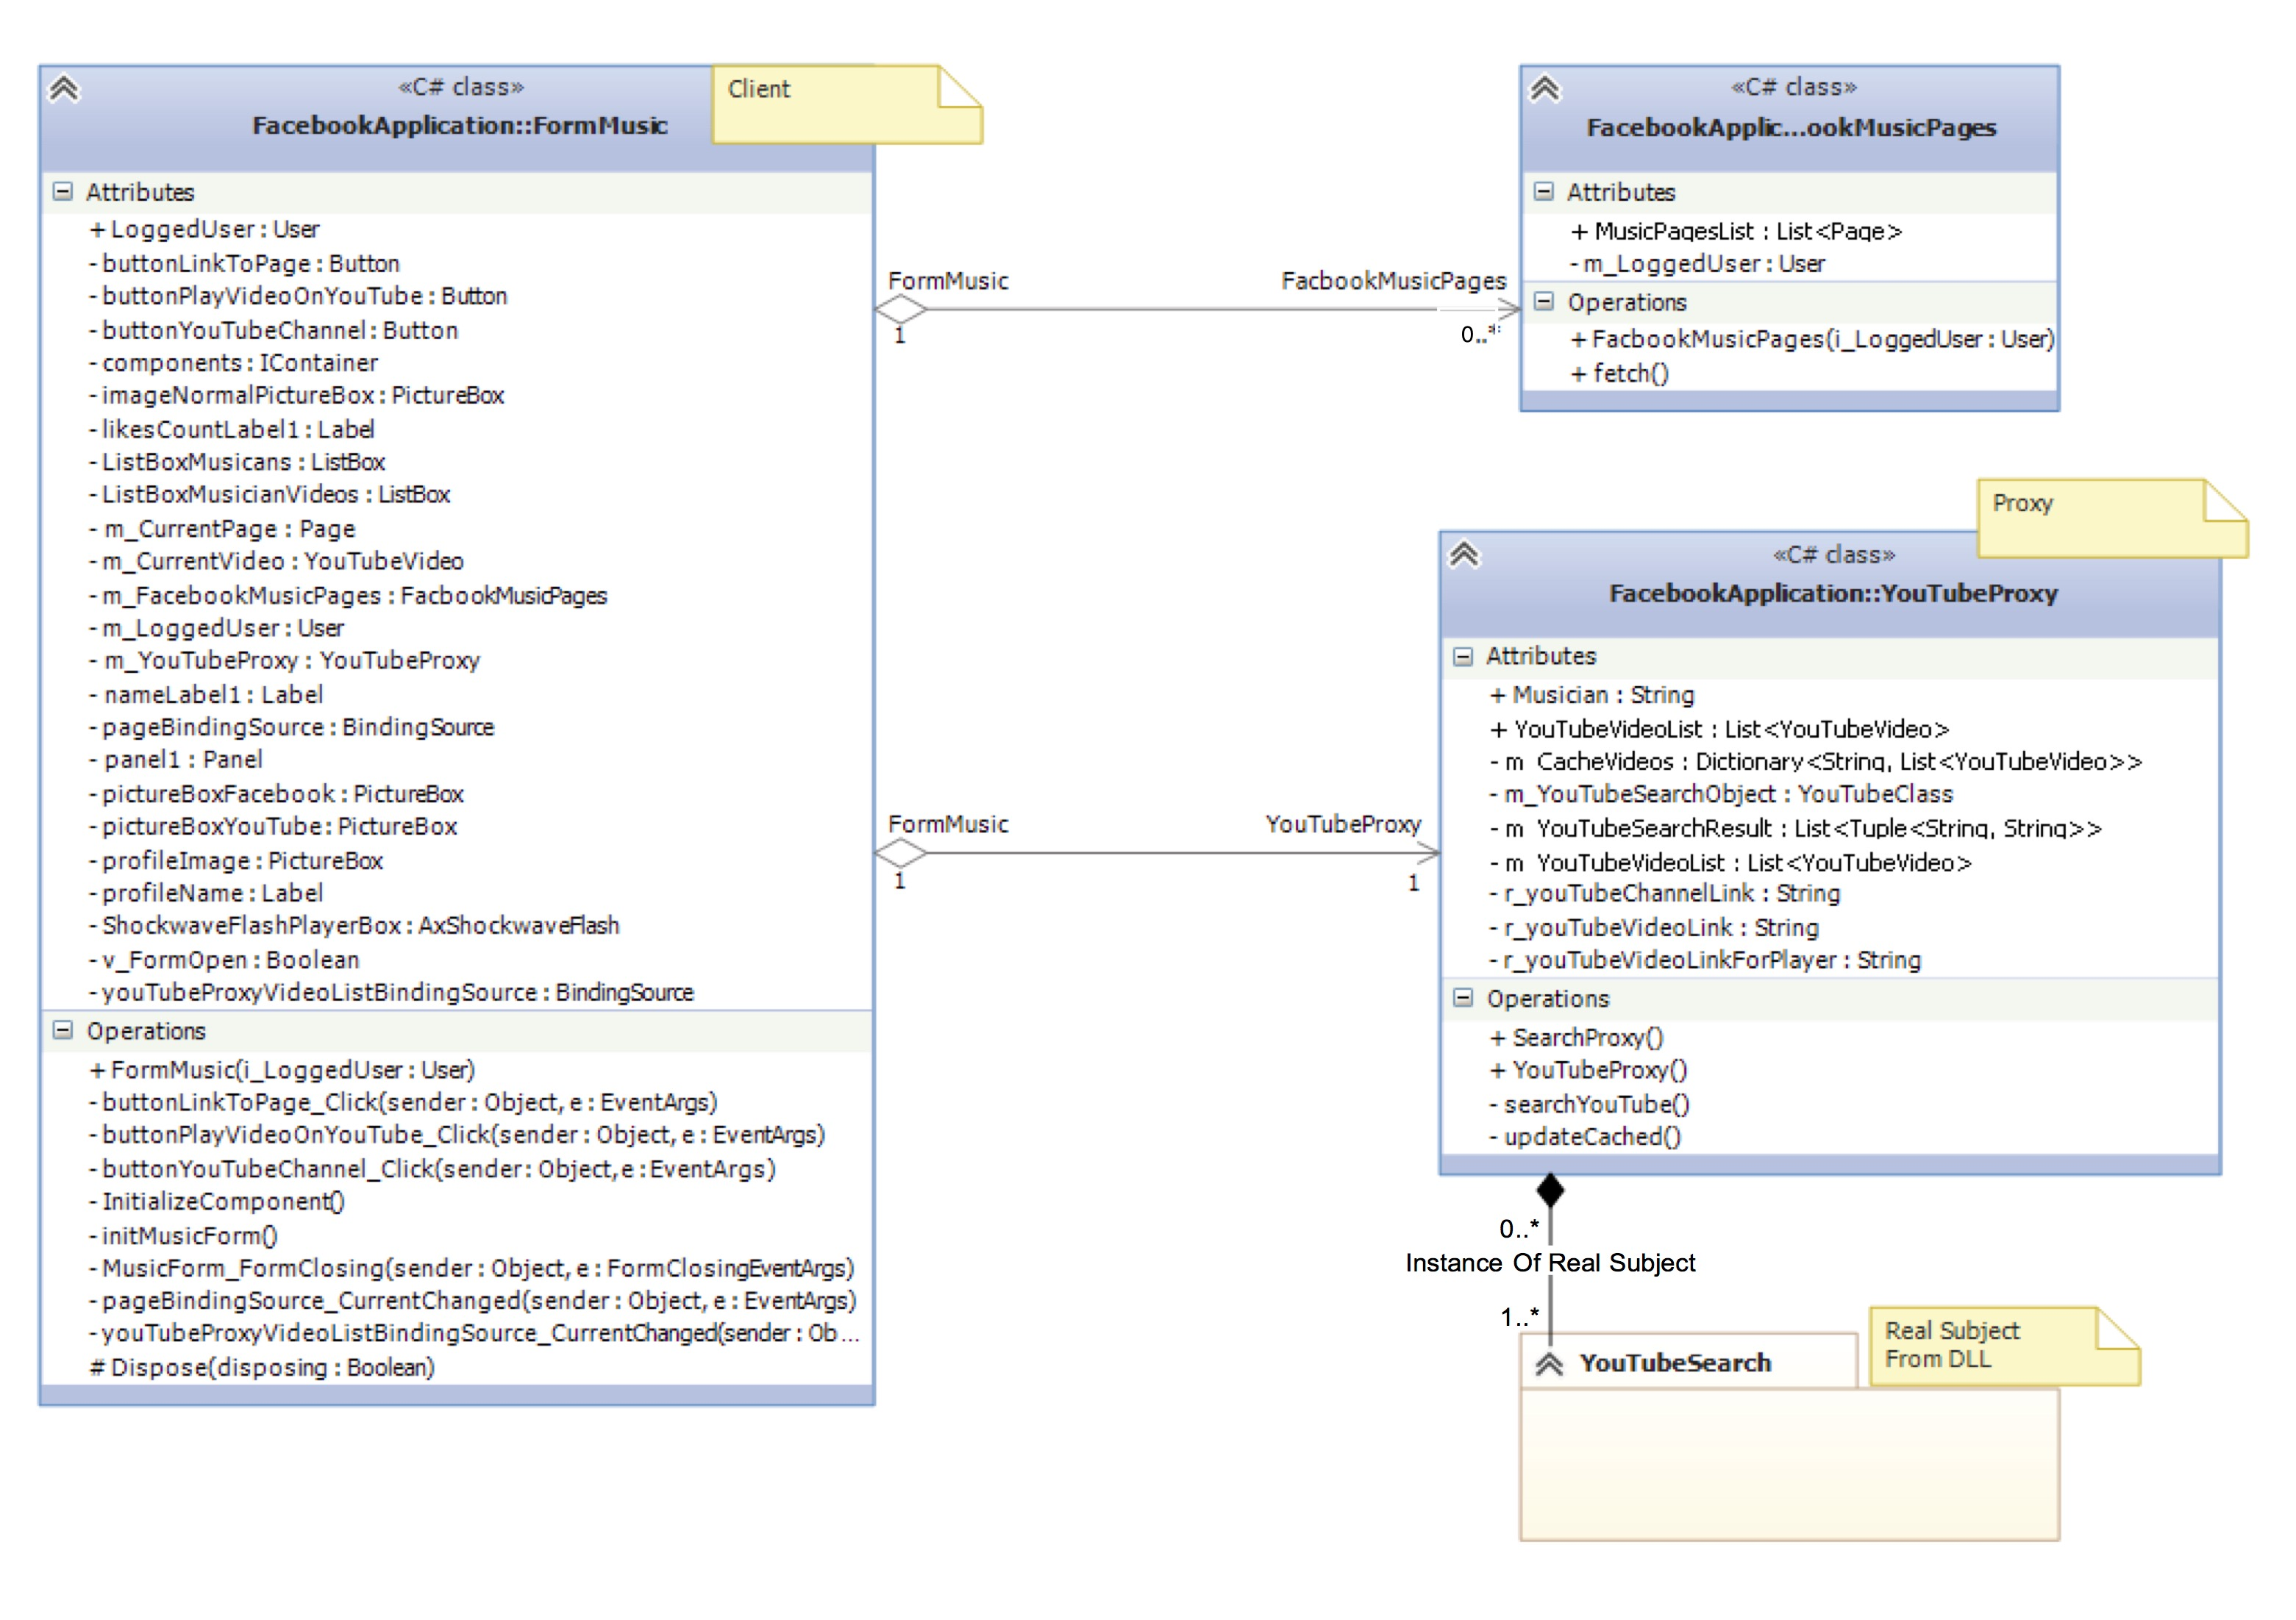 «C# class»
FacebookApplication::FormMusic
Client
Attributes
+ LoggedUser : User
- buttonLinkToPage : Button
- buttonPlayVideoOnYouTube : Button
- buttonYouTubeChannel : Button
- components : IContainer
- imageNormalPictureBox : PictureBox
- likesCountLabel1 : Label
- ListBoxMusicans : ListBox
- ListBoxMusicianVideos : ListBox
- m_CurrentPage : Page
- m_CurrentVideo : YouTubeVideo
- m_FacebookMusicPages : FacbookMusicPages
- m_LoggedUser : User
- m_YouTubeProxy : YouTubeProxy
- nameLabel1 : Label
- pageBindingSource : BindingSource
- panel1 : Panel
- pictureBoxFacebook : PictureBox
- pictureBoxYouTube : PictureBox
- profileImage : PictureBox
- profileName : Label
- ShockwaveFlashPlayerBox : AxShockwaveFlash
- v_FormOpen : Boolean
- youTubeProxyVideoListBindingSource : BindingSource
Operations
+ FormMusic(i_LoggedUser : User)
- buttonLinkToPage_Click(sender : Object, e : EventArgs)
- buttonPlayVideoOnYouTube_Click(sender : Object, e : EventArgs)
- buttonYouTubeChannel_Click(sender : Object, e : EventArgs)
- InitializeComponent()
- initMusicForm()
- MusicForm_FormClosing(sender : Object, e : FormClosingEventArgs)
- pageBindingSource_CurrentChanged(sender : Object, e : EventArgs)
- youTubeProxyVideoListBindingSource_CurrentChanged(sender : Ob...
# Dispose(disposing : Boolean)
FormMusic
FacbookMusicPages
1
0..*
«C# class»
FacebookApplic...ookMusicPages
Attributes
+ MusicPagesList : List<Page>
- m_LoggedUser : User
Operations
+ FacbookMusicPages(i_LoggedUser : User)
+ fetch()
FormMusic
YouTubeProxy
1
1
Proxy
«C# class»
FacebookApplication::YouTubeProxy
Attributes
+ Musician : String
+ YouTubeVideoList : List<YouTubeVideo>
- m_CacheVideos : Dictionary<String, List<YouTubeVideo>>
- m_YouTubeSearchObject : YouTubeClass
- m_YouTubeSearchResult : List<Tuple<String, String>>
- m_YouTubeVideoList : List<YouTubeVideo>
- r_youTubeChannelLink : String
- r_youTubeVideoLink : String
- r_youTubeVideoLinkForPlayer : String
Operations
+ SearchProxy()
+ YouTubeProxy()
- searchYouTube()
- updateCached()
0..*
Instance Of Real Subject
1..*
YouTubeSearch
Real Subject
From DLL